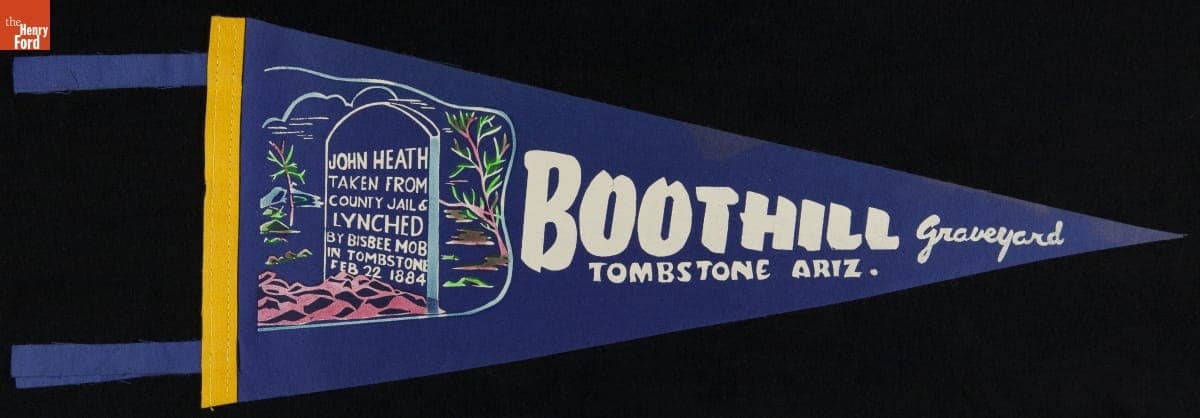 the
Henry
Ford
JOHN HEATH
TAKEN FROM
COUNTY JAIL &
LYNCHED
BY BISBEE MOB
IN TOMBSTONE
FEB 22 1884
BOOTHILL Graveyard
TOMBSTONE ARIZ.